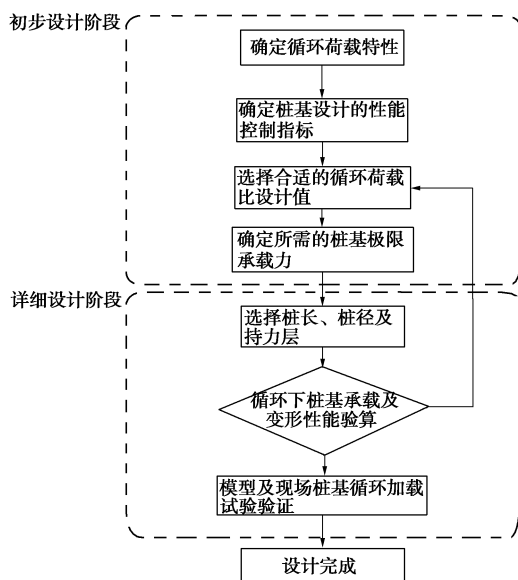 初步设计阶段
确定循环荷载特性
确定桩基设计的性能
控制指标
选择合适的循环荷载
比设计值
确定所需的桩基极限
承载力
详细设计阶段
选择桩长、桩径及
持力层
循环下桩基承载及
变形性能验算
模型及现场桩基循环加载
试验验证
设计完成